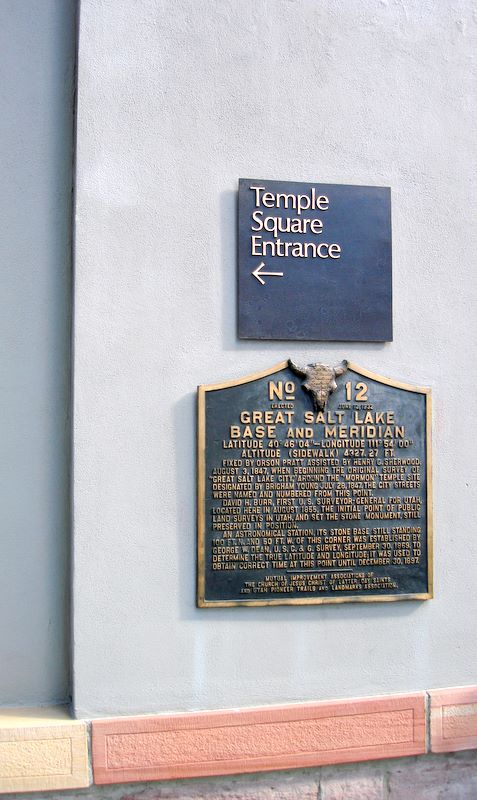 Temple
Square
Entrance
←
No 12
ERECTED JUNE 12, 1932
GREAT SALT LAKE
BASE AND MERIDIAN
LATITUDE 40° 46' 04" – LONGITUDE 111° 54' 00"
ALTITUDE (SIDEWALK) 4327.27 FT.
FIXED BY ORSON PRATT ASSISTED BY HENRY G. SHERWOOD,
AUGUST 3, 1847, WHEN BEGINNING THE ORIGINAL SURVEY OF
"GREAT SALT LAKE CITY," AROUND THE "MORMON" TEMPLE SITE
DESIGNATED BY BRIGHAM YOUNG JULY 28, 1847. THE CITY STREETS
WERE NAMED AND NUMBERED FROM THIS POINT.
DAVID H. BURR, FIRST U. S. SURVEYOR-GENERAL FOR UTAH,
LOCATED HERE IN AUGUST 1855, THE INITIAL POINT OF PUBLIC
LAND SURVEYS IN UTAH, AND SET THE STONE MONUMENT, STILL
PRESERVED IN POSITION.
AN ASTRONOMICAL STATION, ITS STONE BASE STILL STANDING
100 FT. N. AND 50 FT. W. OF THIS CORNER WAS ESTABLISHED BY
GEORGE W. DEAN, U. S. C. & G. SURVEY, SEPTEMBER 30, 1869, TO
DETERMINE THE TRUE LATITUDE AND LONGITUDE; IT WAS USED TO
OBTAIN CORRECT TIME AT THIS POINT UNTIL DECEMBER 30, 1897.
MUTUAL IMPROVEMENT ASSOCIATIONS OF
THE CHURCH OF JESUS CHRIST OF LATTER DAY SAINTS
AND UTAH PIONEER TRAILS AND LANDMARKS ASSOCIATION.